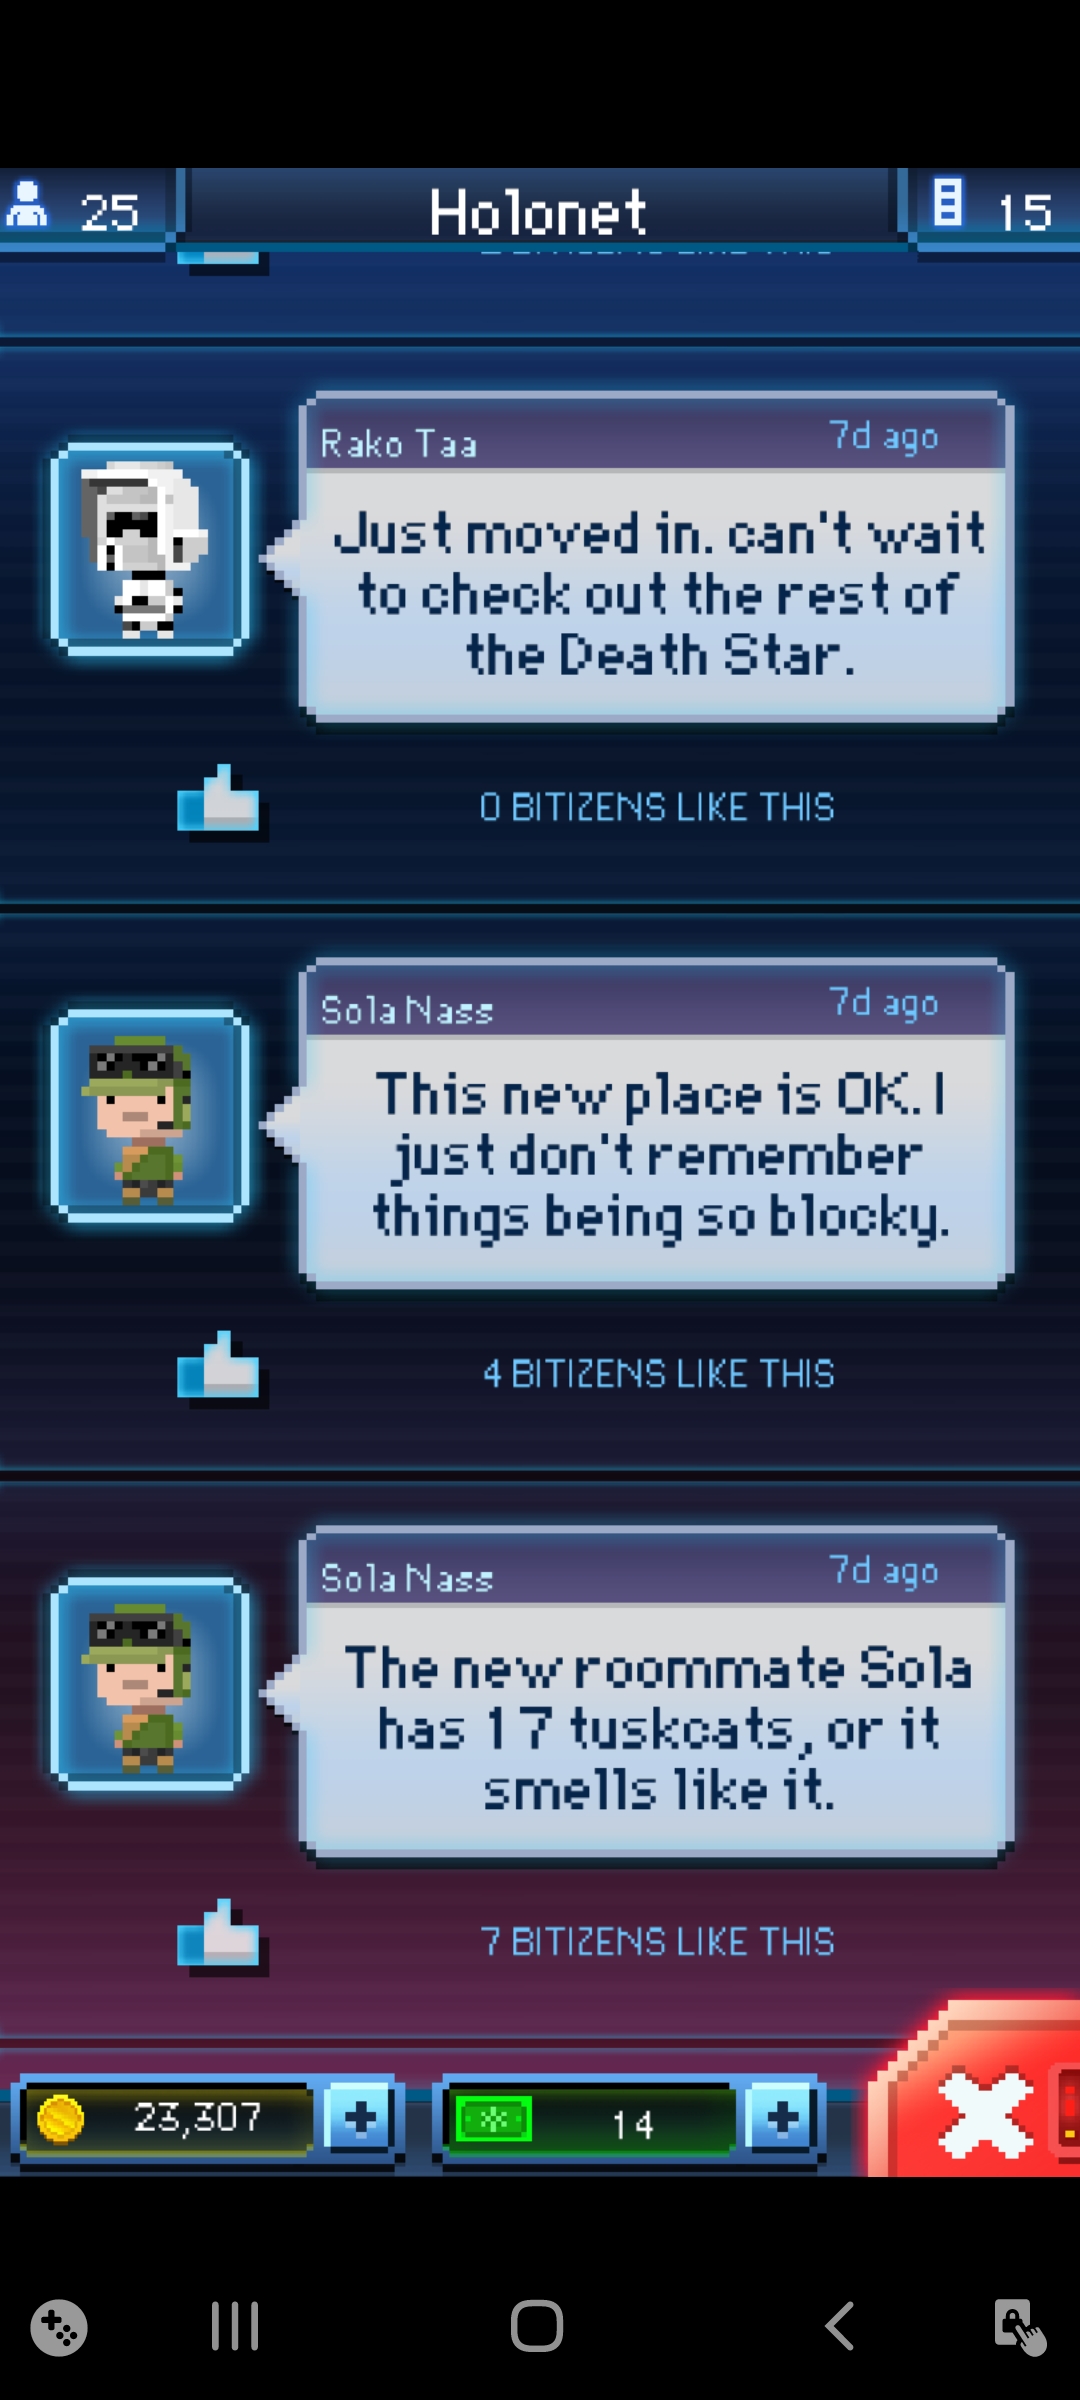 25
Holonet
15
Rako Taa
7d ago
Just moved in. can't wait
to check out the rest of
the Death Star.
0 BITIZENS LIKE THIS
Sola Nass
7d ago
This new place is OK. I
just don't remember
things being so blocky.
4 BITIZENS LIKE THIS
Sola Nass
7d ago
The new roommate Sola
has 17 tuskcats, or it
smells like it.
7 BITIZENS LIKE THIS
23,307
14